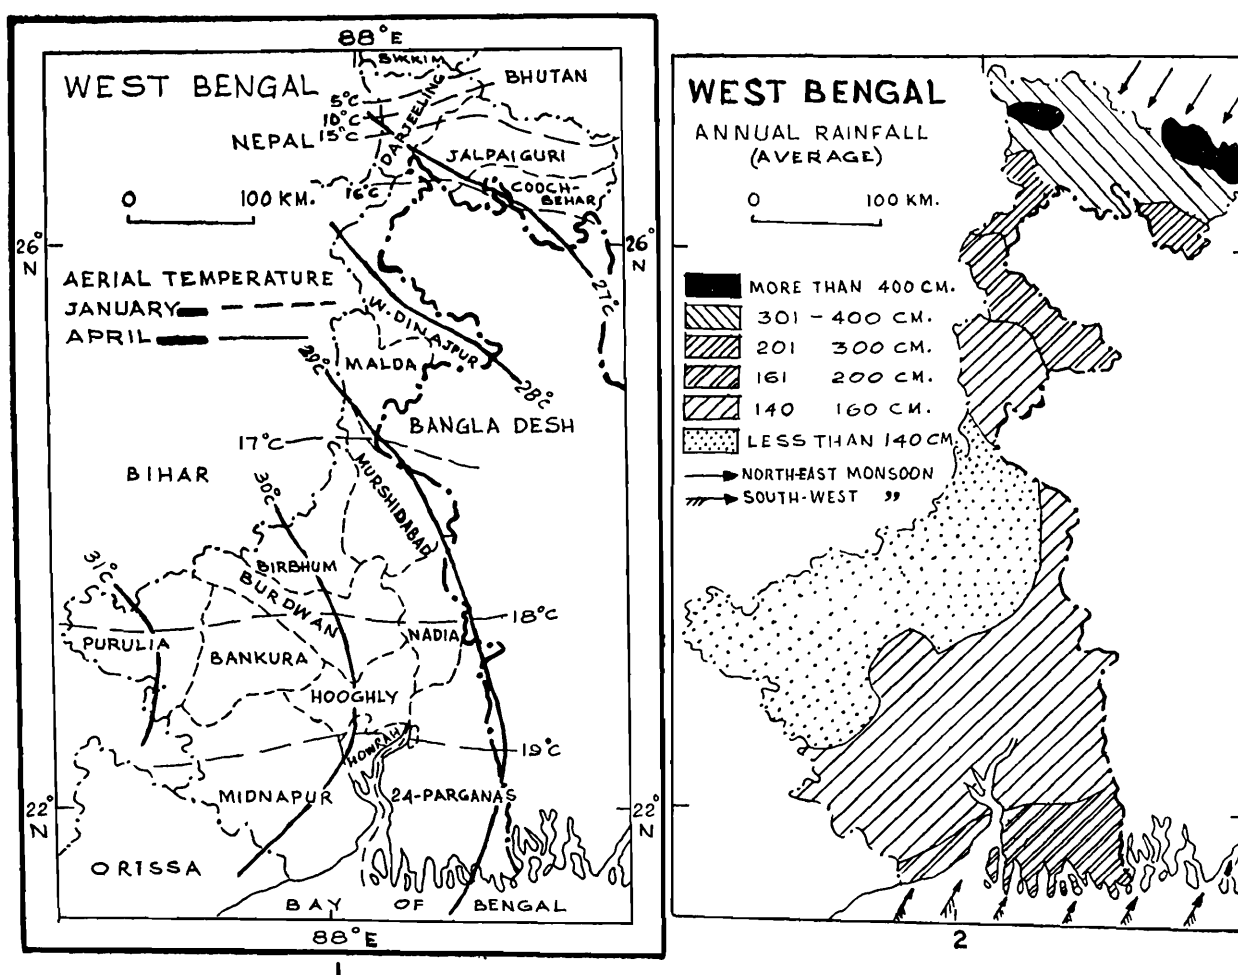 88°E
SIKKIM
WEST BENGAL
BHUTAN
5°C
10°C
15°C
DARJEELING
NEPAL
JALPAIGURI
16°C
COOCH-
BEHAR
0 100 KM.
26°
N
26°
N
AERIAL TEMPERATURE
JANUARY
APRIL
27°C
W. DINAJPUR
29°C
MALDA
28°C
BANGLA DESH
17°C
BIHAR
MURSHIDABAD
30°C
31°C
BIRBHUM
BURDWAN
18°C
PURULIA
NADIA
BANKURA
HOOGHLY
HOWRAH
19°C
MIDNAPUR
24-PARGANAS
22°
N
22°
N
ORISSA
BAY OF BENGAL
88°E
1
WEST BENGAL
ANNUAL RAINFALL
(AVERAGE)
0 100 KM.
MORE THAN 400 CM.
301 - 400 CM.
201 300 CM.
161 200 CM.
140 160 CM.
LESS THAN 140 CM
NORTH-EAST MONSOON
SOUTH-WEST ”
2